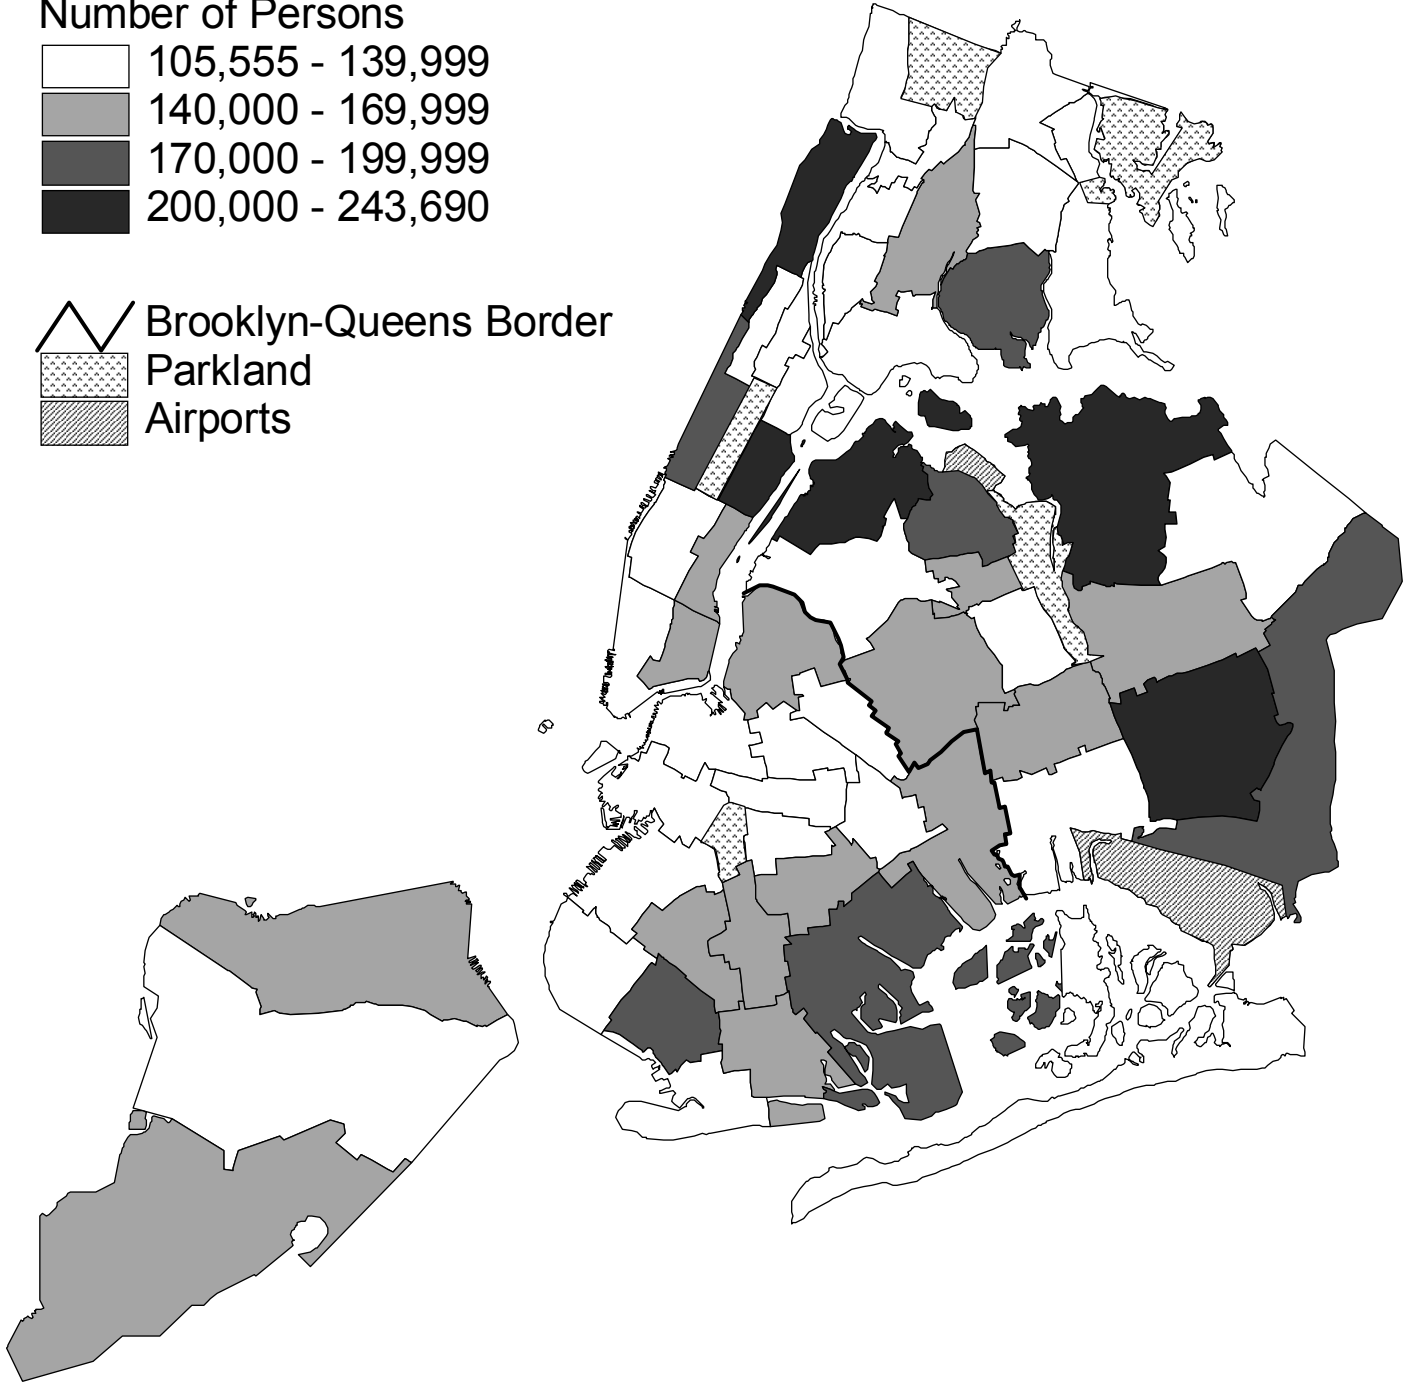 Number of Persons
105,555 - 139,999
140,000 - 169,999
170,000 - 199,999
200,000 - 243,690
Brooklyn-Queens Border
Parkland
Airports